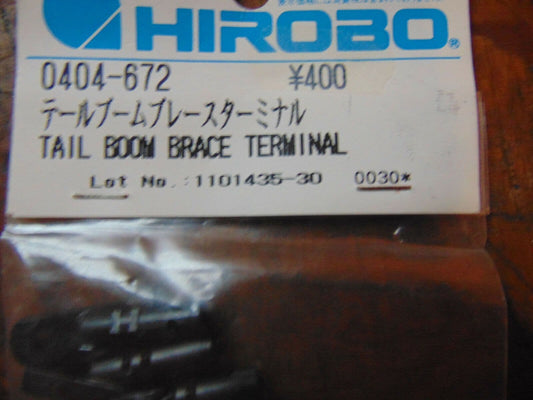 HIROBO®
0404-672 ¥400
テールブームブレースターミナル
TAIL BOOM BRACE TERMINAL
Lot No.:1101435-30 0030*
H